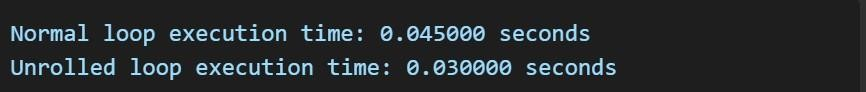 Normal loop execution time: 0.045000 seconds
Unrolled loop execution time: 0.030000 seconds